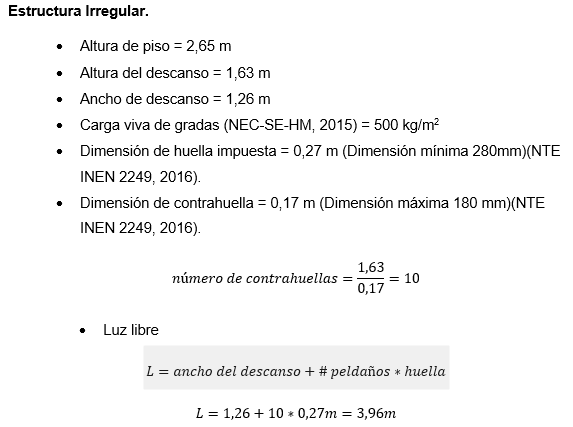 Estructura Irregular.
• Altura de piso = 2,65 m
• Altura del descanso = 1,63 m
• Ancho de descanso = 1,26 m
• Carga viva de gradas (NEC-SE-HM, 2015) = 500 kg/m²
• Dimensión de huella impuesta = 0,27 m (Dimensión mínima 280mm)(NTE
INEN 2249, 2016).
• Dimensión de contrahuella = 0,17 m (Dimensión máxima 180 mm)(NTE
INEN 2249, 2016).
número de contrahuellas = 1,63/0,17 = 10
• Luz libre
L = ancho del descanso + # peldaños * huella
L = 1,26 + 10 * 0,27m = 3,96m